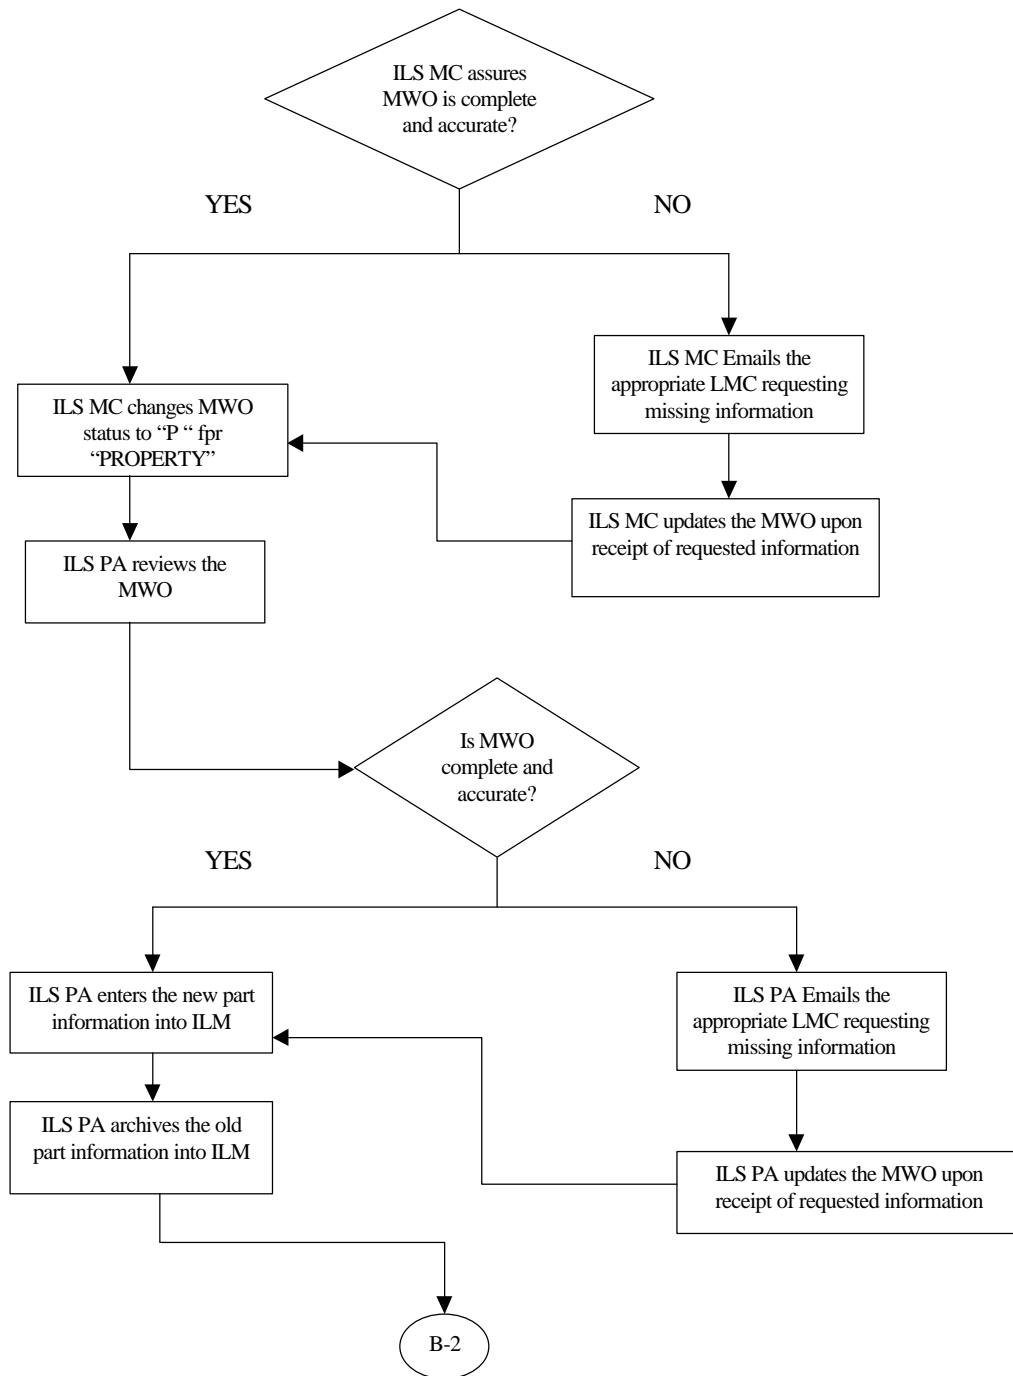 ILS MC assures
MWO is complete
and accurate?
YES
NO
ILS MC Emails the
appropriate LMC requesting
missing information
ILS MC changes MWO
status to “P “ fpr
“PROPERTY”
ILS MC updates the MWO upon
receipt of requested information
ILS PA reviews the
MWO
Is MWO
complete and
accurate?
YES
NO
ILS PA enters the new part
information into ILM
ILS PA Emails the
appropriate LMC requesting
missing information
ILS PA archives the old
part information into ILM
ILS PA updates the MWO upon
receipt of requested information
B-2